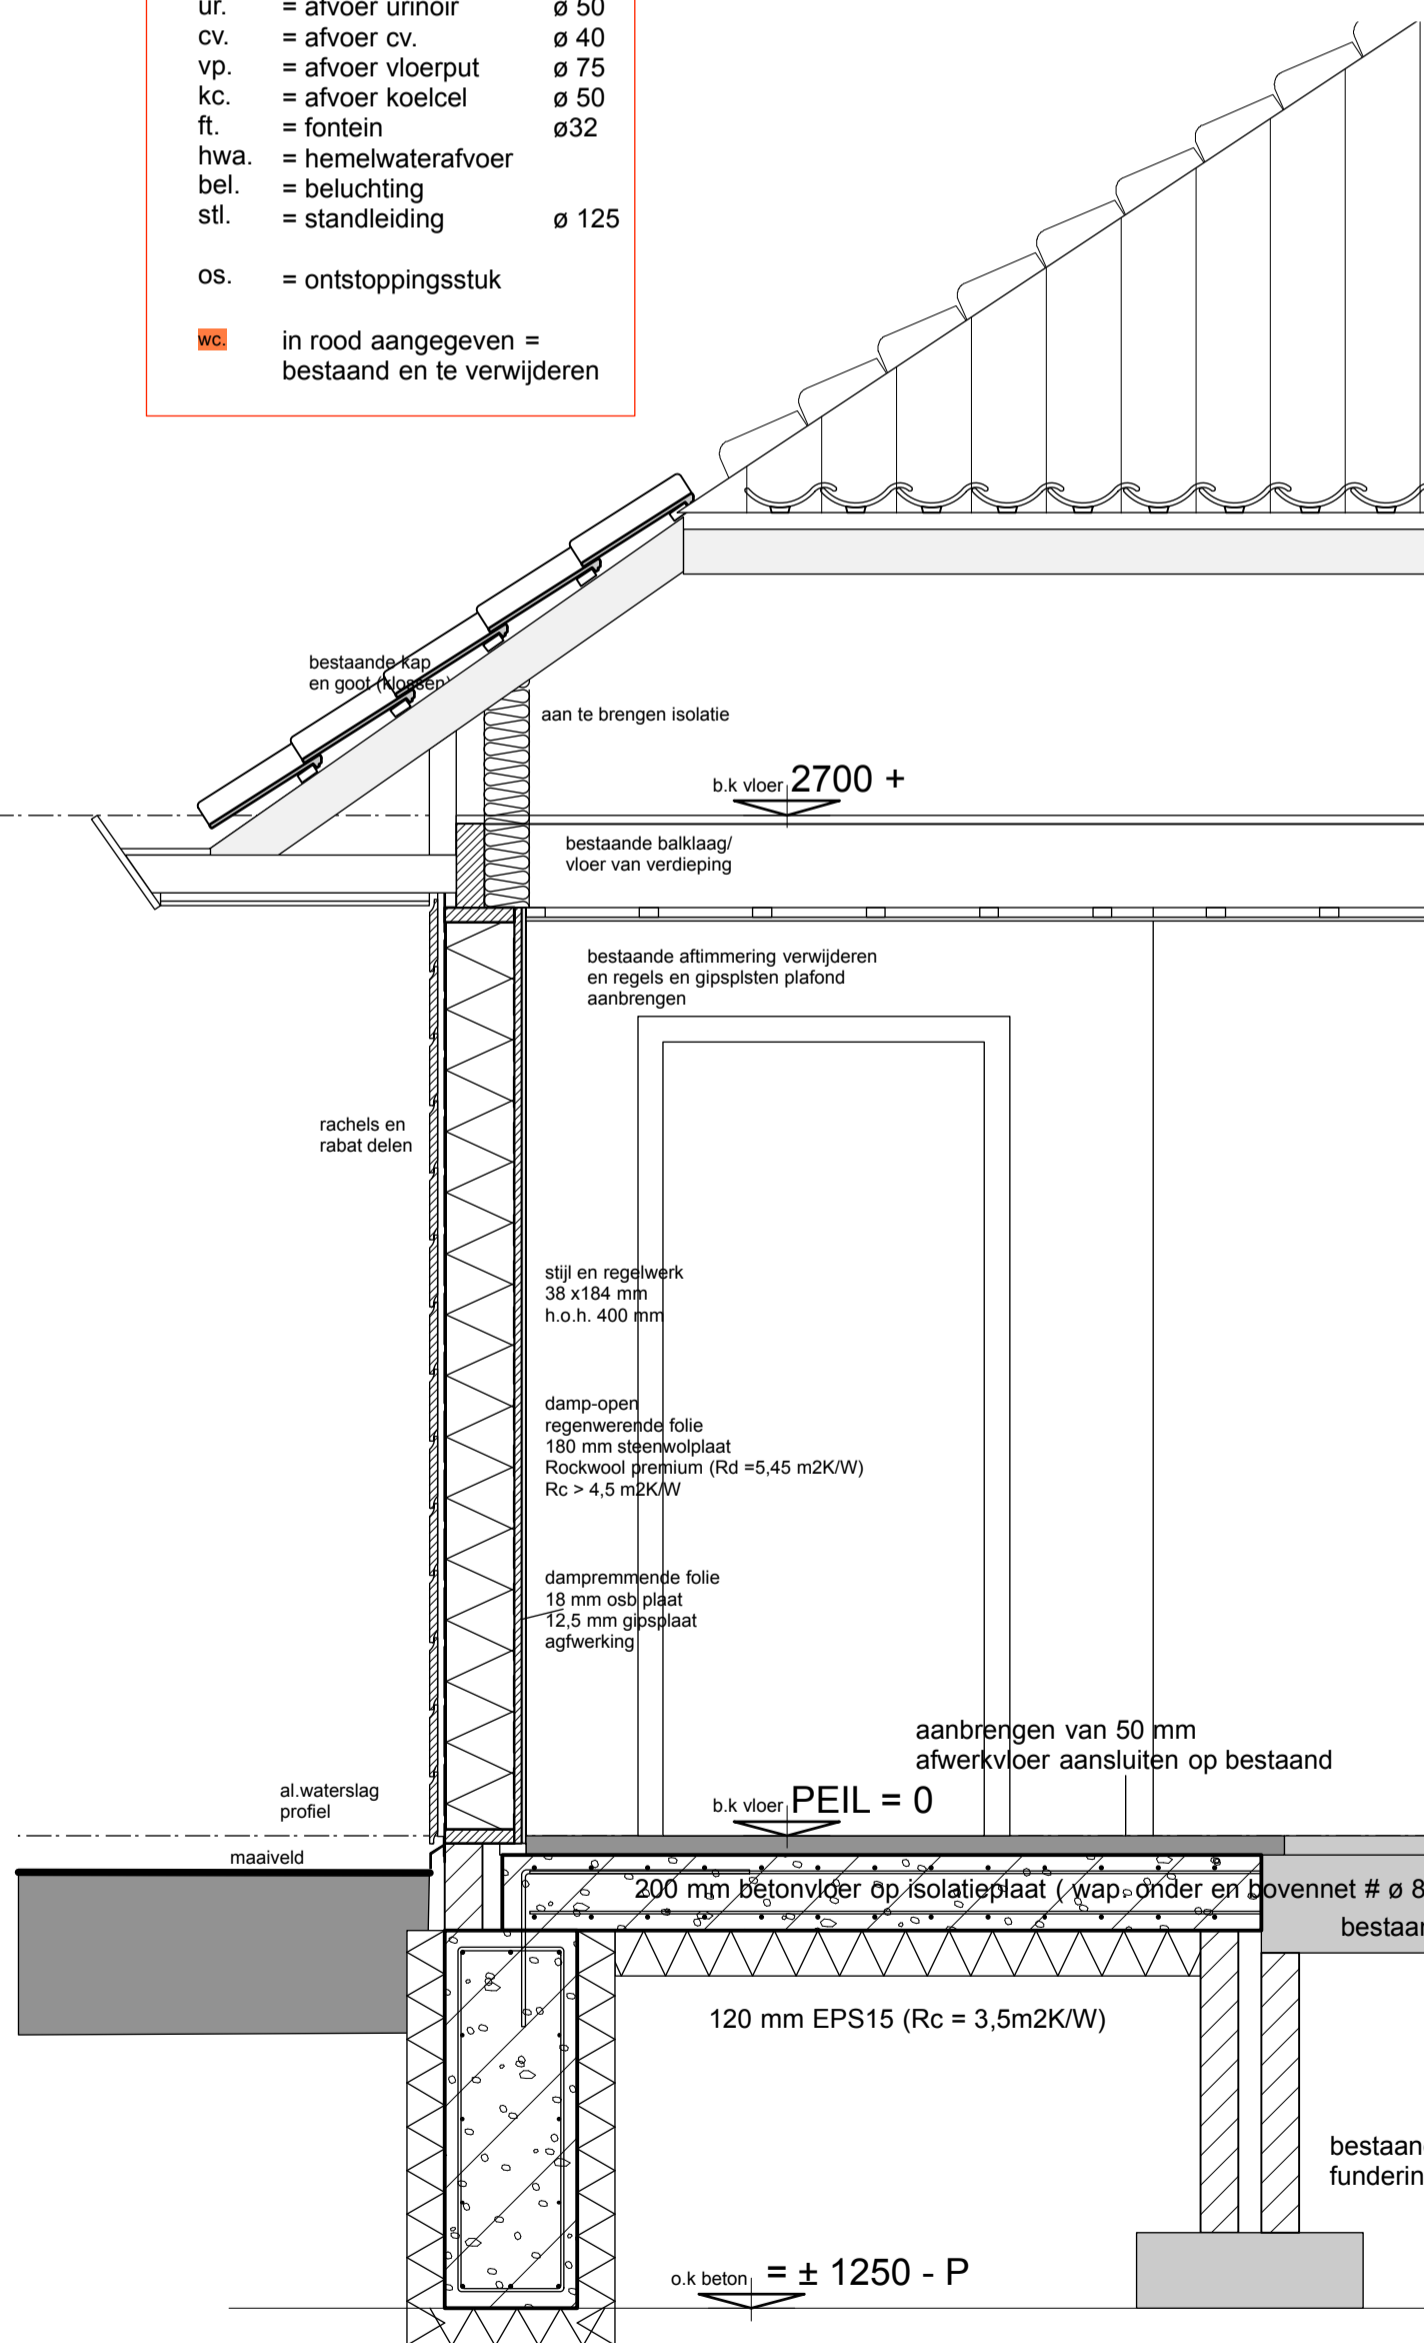 ur. = afvoer urinoir ø 50
cv. = afvoer cv. ø 40
vp. = afvoer vloerput ø 75
kc. = afvoer koelcel ø 50
ft. = fontein ø32
hwa. = hemelwaterafvoer
bel. = beluchting
stl. = standleiding ø 125
os. = ontstoppingsstuk
wc. in rood aangegeven =
bestaand en te verwijderen
bestaande kap
en goot (klossen)
aan te brengen isolatie
b.k vloer 2700 +
bestaande balklaag/
vloer van verdieping
bestaande aftimmering verwijderen
en regels en gipsplsten plafond
aanbrengen
rachels en
rabat delen
stijl en regelwerk
38 x184 mm
h.o.h. 400 mm
damp-open
regenwerende folie
180 mm steenwolplaat
Rockwool premium (Rd =5,45 m2K/W)
Rc > 4,5 m2K/W
dampremmende folie
18 mm osb plaat
12,5 mm gipsplaat
agfwerking
aanbrengen van 50 mm
afwerkvloer aansluiten op bestaand
al.waterslag
profiel
b.k vloer PEIL = 0
maaiveld
200 mm betonvloer op isolatieplaat ( wap. onder en bovennet # ø 8
bestaan
120 mm EPS15 (Rc = 3,5m2K/W)
bestaan
funderin
o.k beton = ± 1250 - P